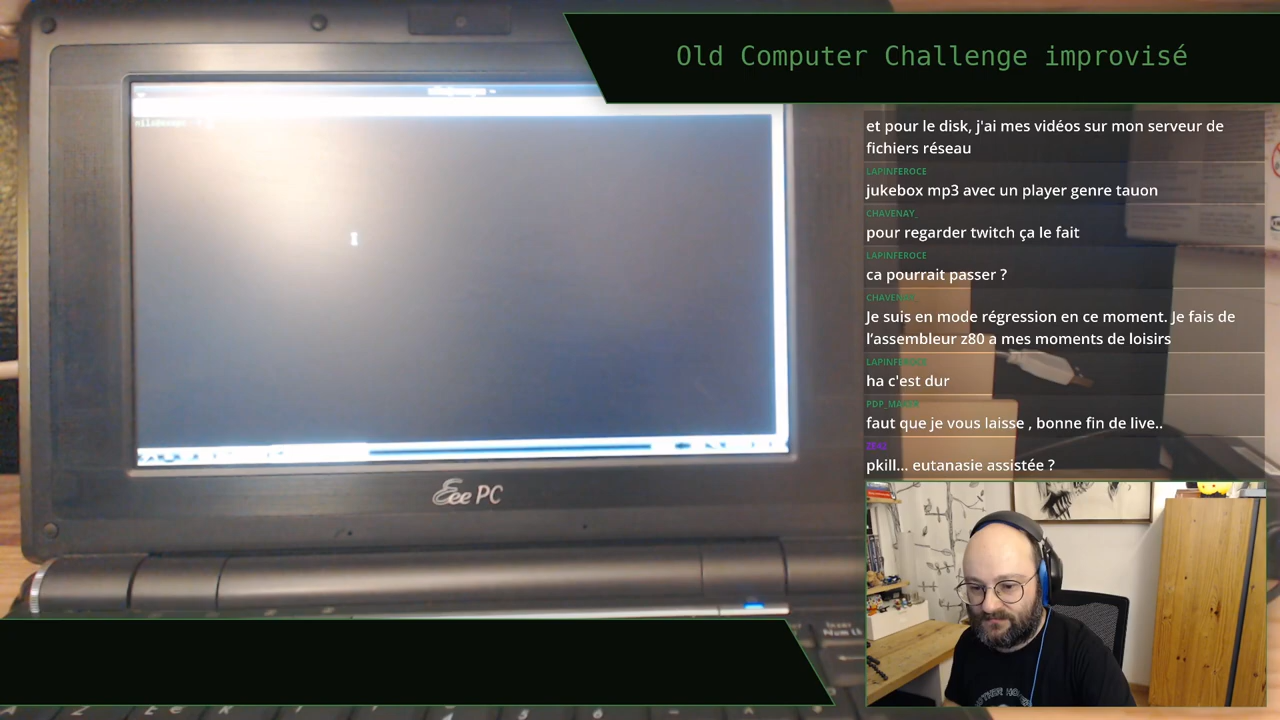 Old Computer Challenge improvisé
et pour le disk, j'ai mes vidéos sur mon serveur de
fichiers réseau
LAPINFEROCE
jukebox mp3 avec un player genre tauon
CHAVENAY_
pour regarder twitch ça le fait
LAPINFEROCE
ca pourrait passer ?
Je suis en mode régression en ce moment. Je fais de
l'assembleur z80 a mes moments de loisirs
LAPINFEROCE
ha c'est dur
faut que je vous laisse , bonne fin de live..
pkill... eutanasie assistée ?
Eee PC
Num Lk